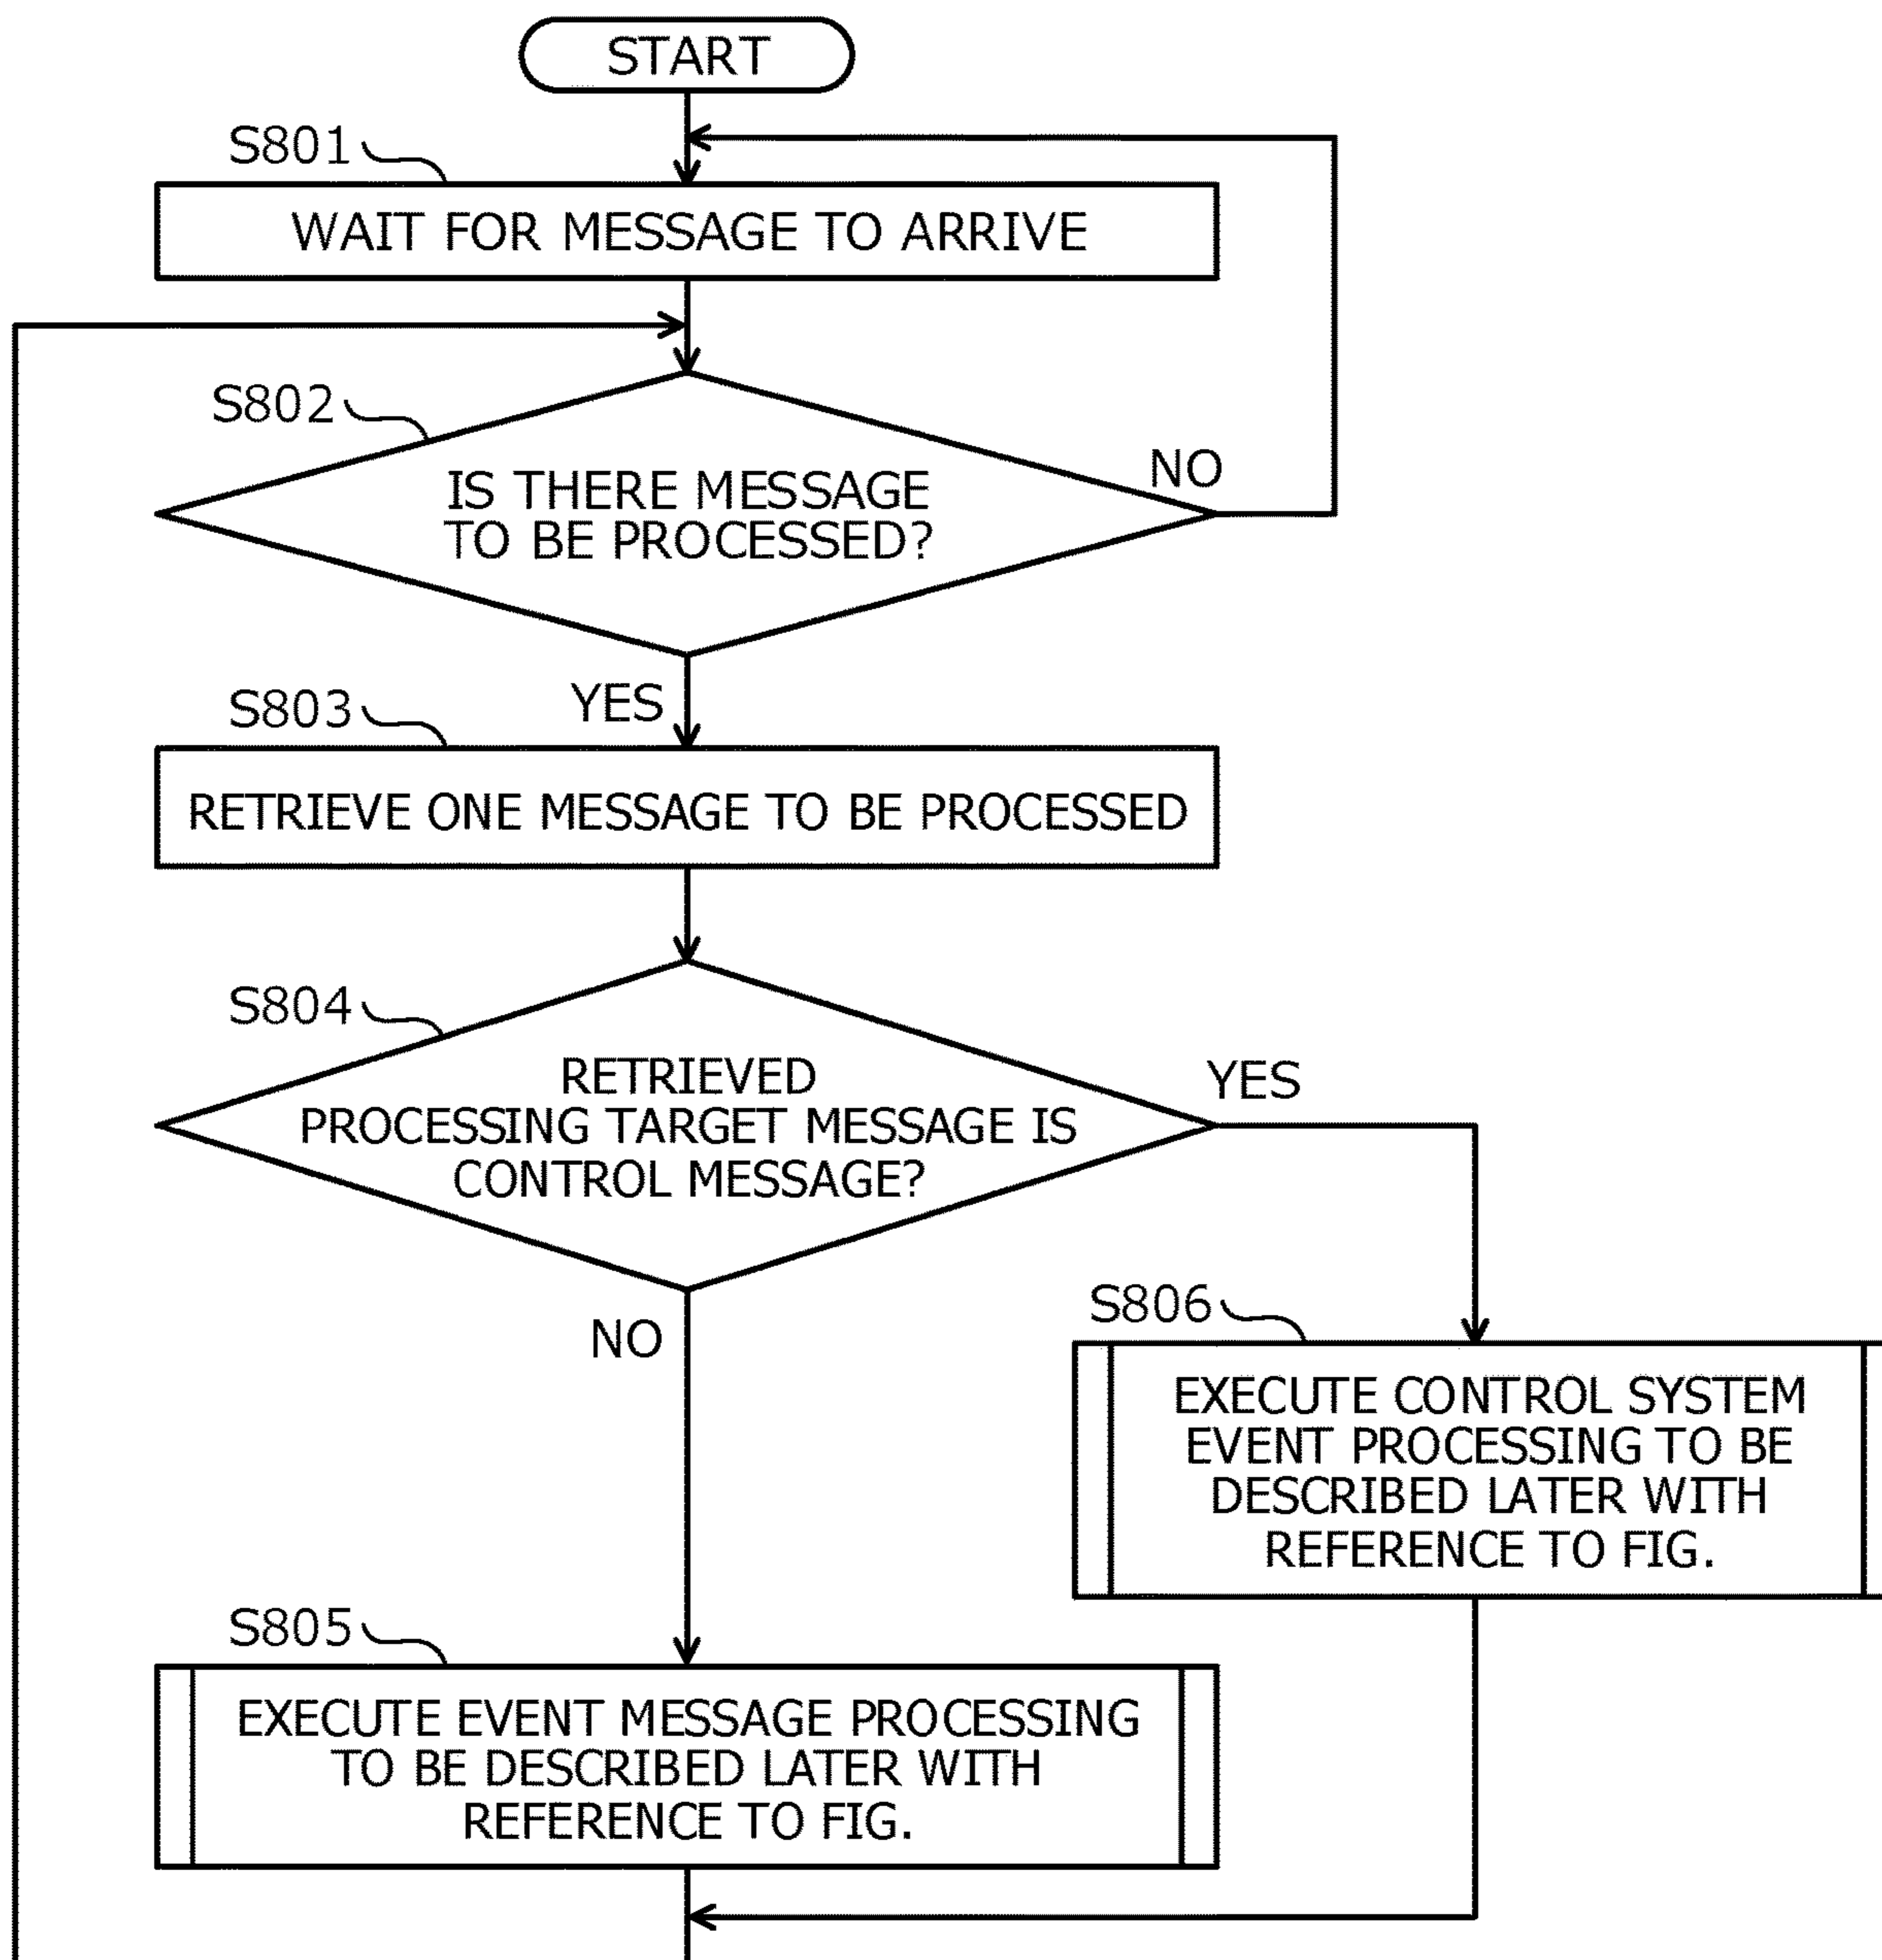 START
S801
WAIT FOR MESSAGE TO ARRIVE
S802
IS THERE MESSAGE
TO BE PROCESSED?
NO
YES
S803
RETRIEVE ONE MESSAGE TO BE PROCESSED
S804
RETRIEVED
PROCESSING TARGET MESSAGE IS
CONTROL MESSAGE?
YES
NO
S806
EXECUTE CONTROL SYSTEM
EVENT PROCESSING TO BE
DESCRIBED LATER WITH
REFERENCE TO FIG.
S805
EXECUTE EVENT MESSAGE PROCESSING
TO BE DESCRIBED LATER WITH
REFERENCE TO FIG.